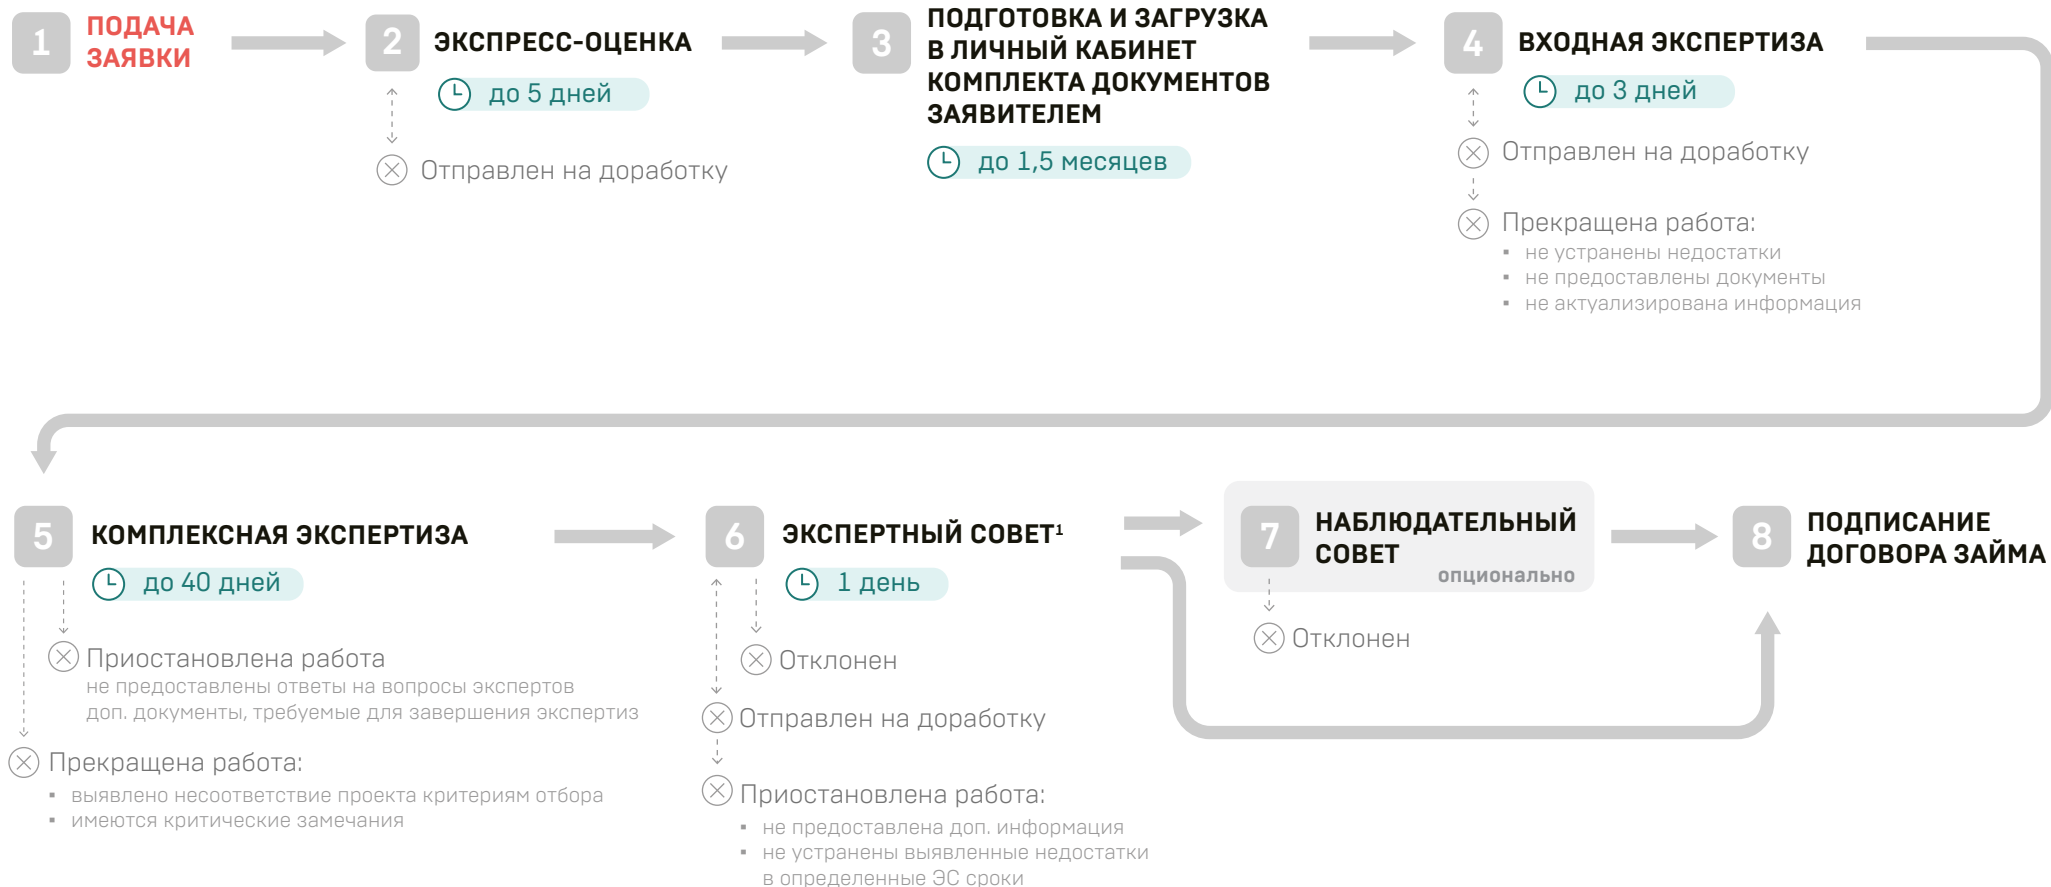 1
ПОДАЧА
ЗАЯВКИ
2
ЭКСПРЕСС-ОЦЕНКА
до 5 дней
Отправлен на доработку
3
ПОДГОТОВКА И ЗАГРУЗКА
В ЛИЧНЫЙ КАБИНЕТ
КОМПЛЕКТА ДОКУМЕНТОВ
ЗАЯВИТЕЛЕМ
до 1,5 месяцев
4
ВХОДНАЯ ЭКСПЕРТИЗА
до 3 дней
Отправлен на доработку
Прекращена работа:
▪ не устранены недостатки
▪ не предоставлены документы
▪ не актуализирована информация
5
КОМПЛЕКСНАЯ ЭКСПЕРТИЗА
до 40 дней
Приостановлена работа
не предоставлены ответы на вопросы экспертов
доп. документы, требуемые для завершения экспертиз
Прекращена работа:
▪ выявлено несоответствие проекта критериям отбора
▪ имеются критические замечания
6
ЭКСПЕРТНЫЙ СОВЕТ¹
1 день
Отклонен
Отправлен на доработку
Приостановлена работа:
▪ не предоставлена доп. информация
▪ не устранены выявленные недостатки
в определенные ЭС сроки
7
НАБЛЮДАТЕЛЬНЫЙ
СОВЕТ
опционально
Отклонен
8
ПОДПИСАНИЕ
ДОГОВОРА ЗАЙМА